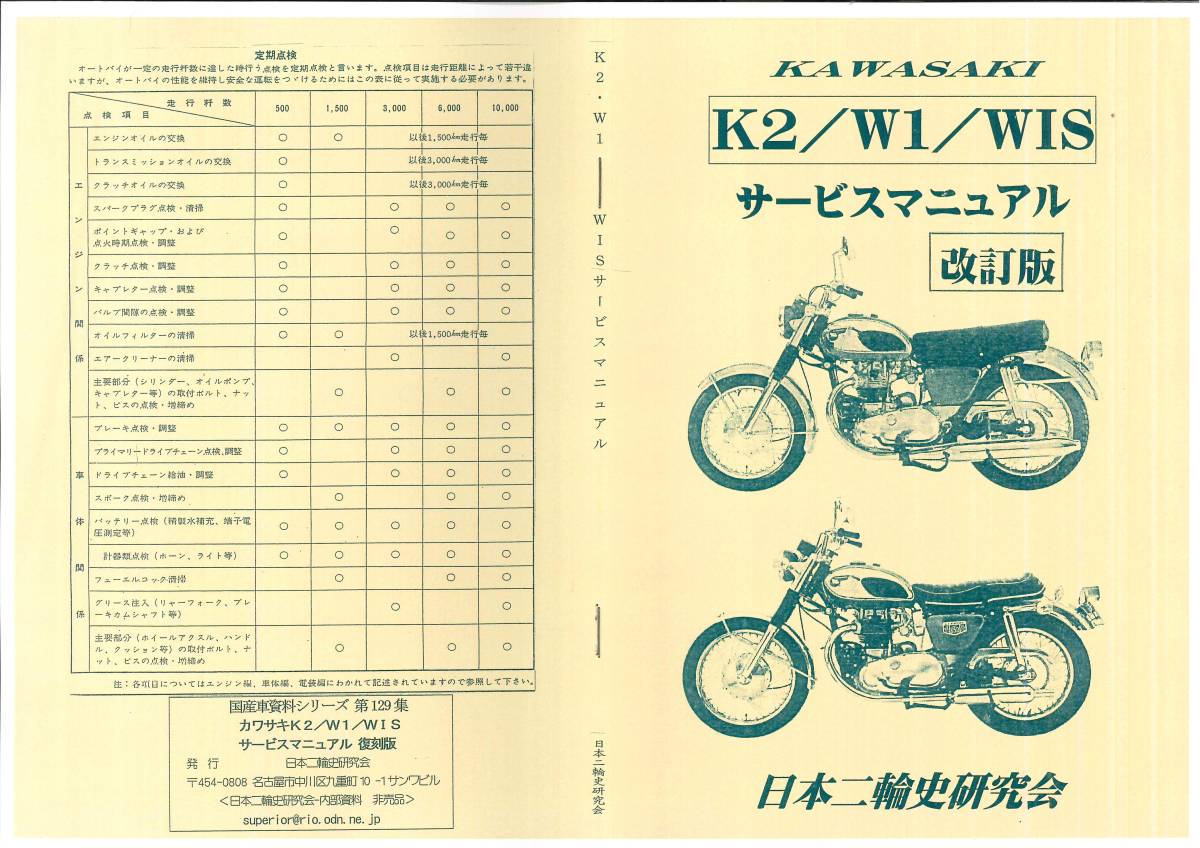 定期点検
オートバイが一定の走行粁数に達した時行う点検を定期点検と言います。点検項目は走行距離によって若干違
いますが、オートバイの性能を維持し安全な運転をつゞけるためにはこの表に従って実施する必要があります。
走行粁数
点検項目
500 1,500 3,000 6,000 10,000
エンジン関係
エンジンオイルの交換 ○ ○ 以後1,500㎞走行毎
トランスミッションオイルの交換 ○ 以後3,000㎞走行毎
クラッチオイルの交換 ○ 以後3,000㎞走行毎
スパークプラグ点検・清掃 ○ ○ ○ ○
ポイントギャップ・および
点火時期点検・調整 ○ ○ ○ ○
クラッチ点検・調整 ○ ○ ○ ○
キャブレター点検・調整 ○ ○ ○ ○
バルブ間隙の点検・調整 ○ ○ ○ ○
オイルフィルターの清掃 ○ ○ 以後1,500㎞走行毎
エアークリーナーの清掃 ○ ○
主要部分（シリンダー、オイルポンプ、
キャブレター等）の取付ボルト、ナッ
ト、ビスの点検・増締め ○ ○ ○
車体関係
ブレーキ点検・調整 ○ ○ ○ ○ ○
プライマリードライブチェーン点検、調整 ○ ○ ○ ○
ドライブチェーン給油・調整 ○ ○ ○ ○
スポーク点検・増締め ○ ○ ○
バッテリー点検（精製水補充、端子電
圧測定等） ○ ○ ○ ○ ○
計器類点検（ホーン、ライト等） ○ ○ ○ ○ ○
フューエルコック清掃 ○ ○ ○
グリース注入（リャーフォーク、ブレ
ーキカムシャフト等） ○ ○
主要部分（ホイールアクスル、ハンド
ル、クッション等）の取付ボルト、ナ
ット、ビスの点検・増締め ○ ○ ○
注：各項目についてはエンジン編、車体編、電装編にわかれて記述されていますので参照して下さい。
国産車資料シリーズ 第129集
カワサキK2/W1/WIS
サービスマニュアル 復刻版
発 行 日本二輪史研究会
〒454-0808 名古屋市中川区九重町10 -1サンワビル
<日本二輪史研究会-内部資料 非売品>
superior@rio.odn.ne.jp
K2・W1─WISサービスマニュアル
日本二輪史研究会
KAWASAKI
K2/W1/WIS
サービスマニュアル
改訂版
日本二輪史研究会